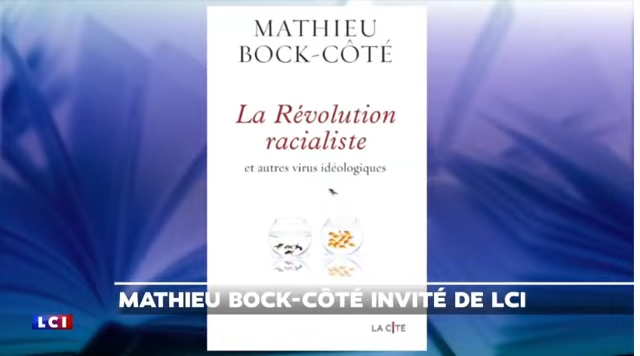 MATHIEU
BOCK-CÔTÉ
La Révolution
racialiste
et autres virus idéologiques
MATHIEU BOCK-CÔTÉ INVITÉ DE LCI
LCI
LA CITÉ